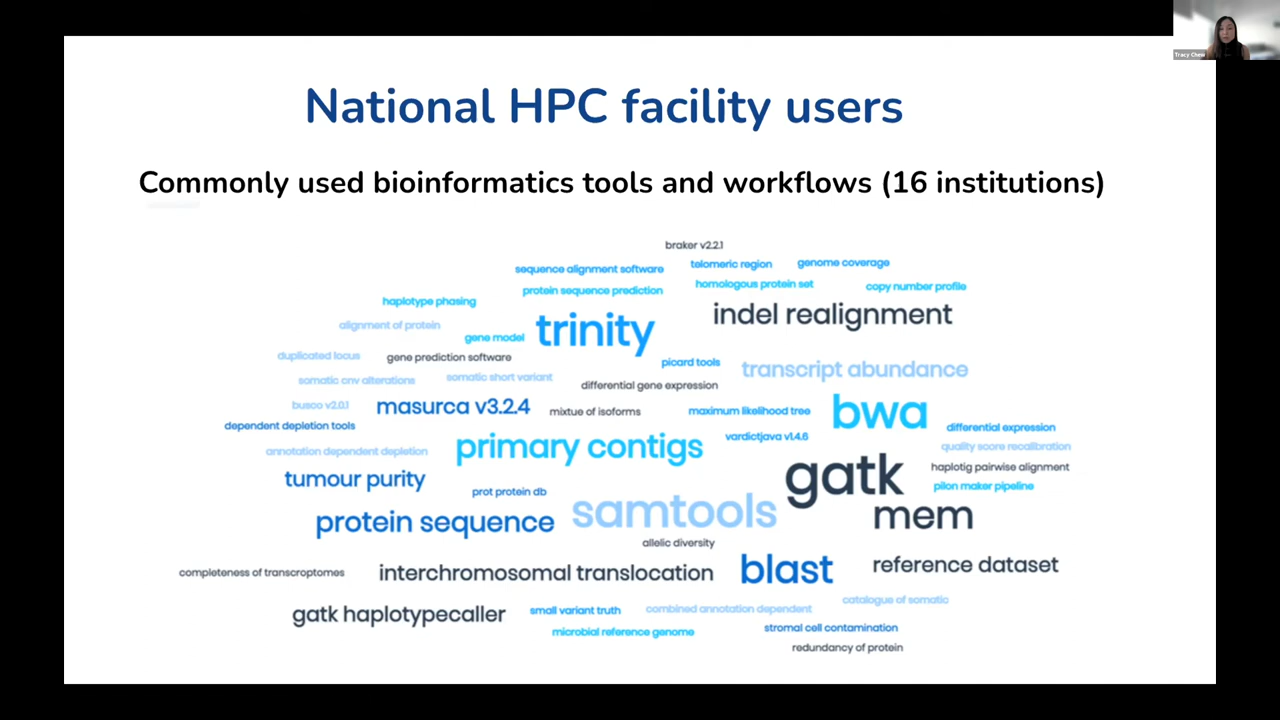 Tracy Chew
National HPC facility users
Commonly used bioinformatics tools and workflows (16 institutions)
braker v2.2.1
sequence alignment software
telomeric region
genome coverage
protein sequence prediction
homologous protein set
copy number profile
haplotype phasing
trinity
indel realignment
alignment of protein
gene model
duplicated locus
gene prediction software
picard tools
transcript abundance
somatic cnv alterations
somatic short variant
differential gene expression
busco v2.0.1
masurca v3.2.4
mixtue of isoforms
maximum likelihood tree
bwa
dependent depletion tools
differential expression
annotation dependent depletion
primary contigs
vardictjava v1.4.6
quality score recalibration
tumour purity
gatk
haplotig pairwise alignment
prot protein db
pilon maker pipeline
protein sequence
samtools
mem
allelic diversity
completeness of transcroptomes
interchromosomal translocation
blast
reference dataset
gatk haplotypecaller
small variant truth
combined annotation dependent
catalogue of somatic
microbial reference genome
stromal cell contamination
redundancy of protein